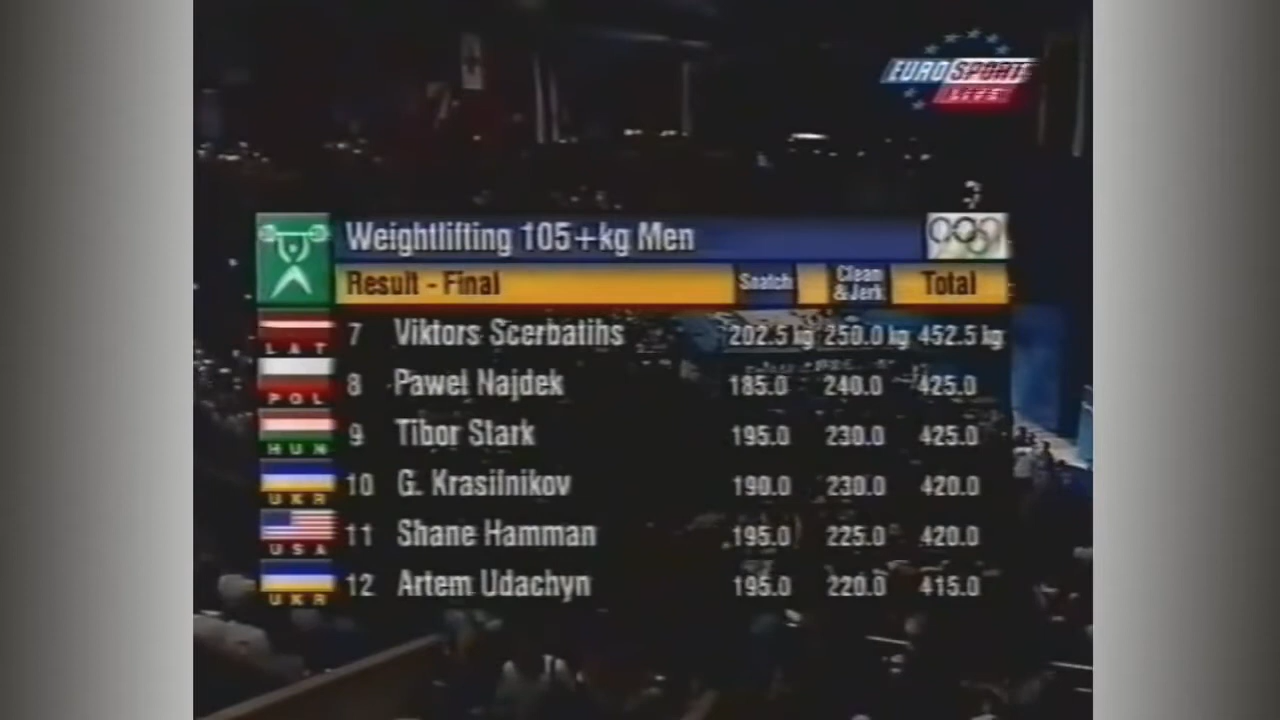 EUROSPORT
LIVE
Weightlifting 105+kg Men
Result - Final Snatch Clean & Jerk Total
LAT 7 Viktors Scerbatihs 202.5 kg 250.0 kg 452.5 kg
POL 8 Pawel Najdek 185.0 240.0 425.0
HUN 9 Tibor Stark 195.0 230.0 425.0
UKR 10 G. Krasilnikov 190.0 230.0 420.0
USA 11 Shane Hamman 195.0 225.0 420.0
UKR 12 Artem Udachyn 195.0 220.0 415.0